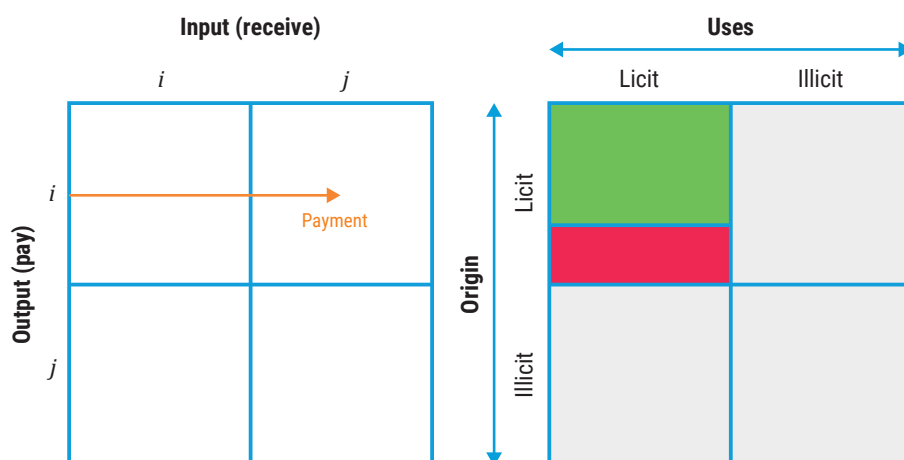 Input (receive)
i
j
Output (pay)
i
j
Payment
Uses
Licit
Illicit
Origin
Licit
Illicit